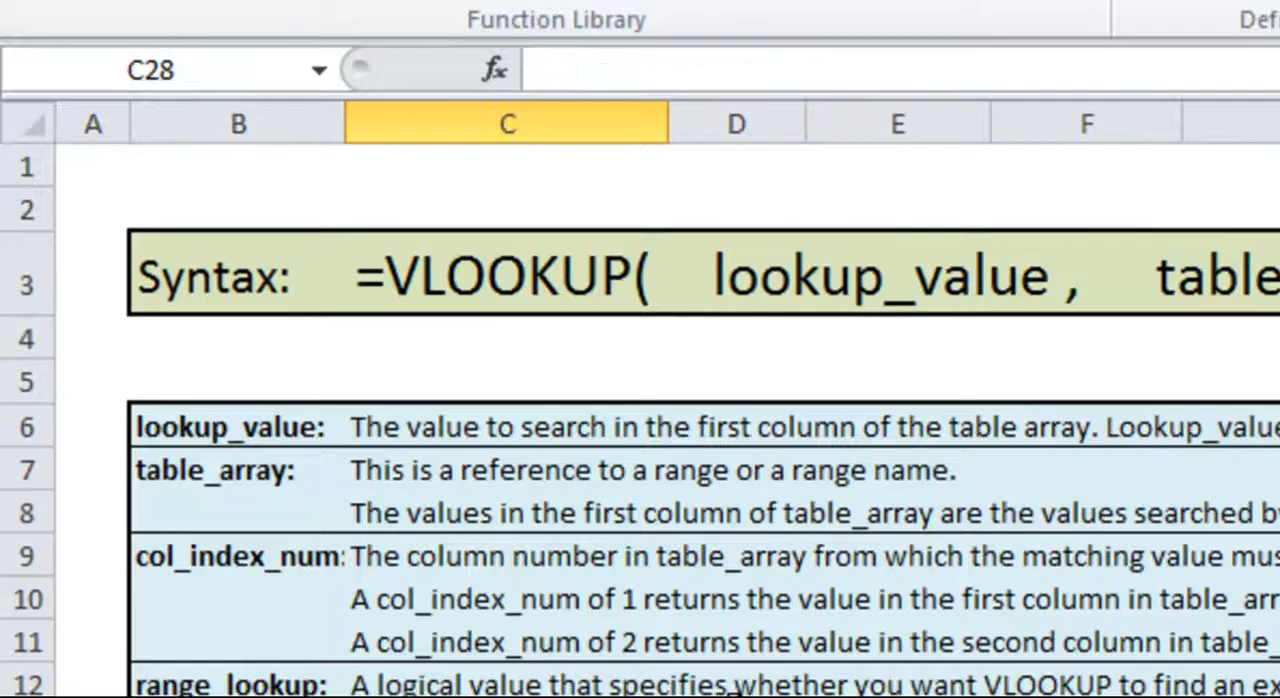 Function Library
C28 fx
A B C D E F
1
2
3 Syntax: =VLOOKUP( lookup_value , table
4
5
6 lookup_value: The value to search in the first column of the table array. Lookup_value
7 table_array: This is a reference to a range or a range name.
8 The values in the first column of table_array are the values searched
9 col_index_num: The column number in table_array from which the matching value
10 A col_index_num of 1 returns the value in the first column in
11 A col_index_num of 2 returns the value in the second column in
12 range_lookup: A logical value that specifies whether you want VLOOKUP to find an